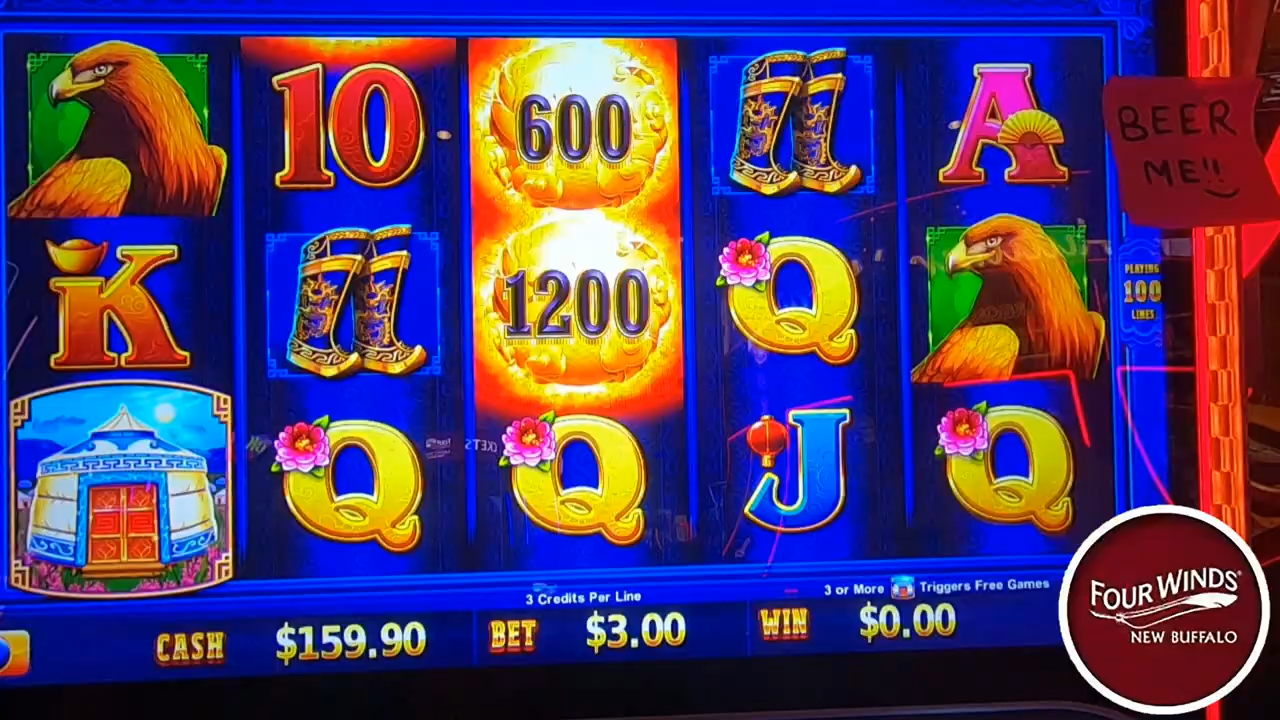 10
600
A
BEER
ME!!
K
1200
Q
PLAYING
100
LINES
Q
Q
J
Q
3 Credits Per Line
3 or More Triggers Free Games
CASH $159.90 BET $3.00 WIN $0.00
FOUR WINDS®
NEW BUFFALO